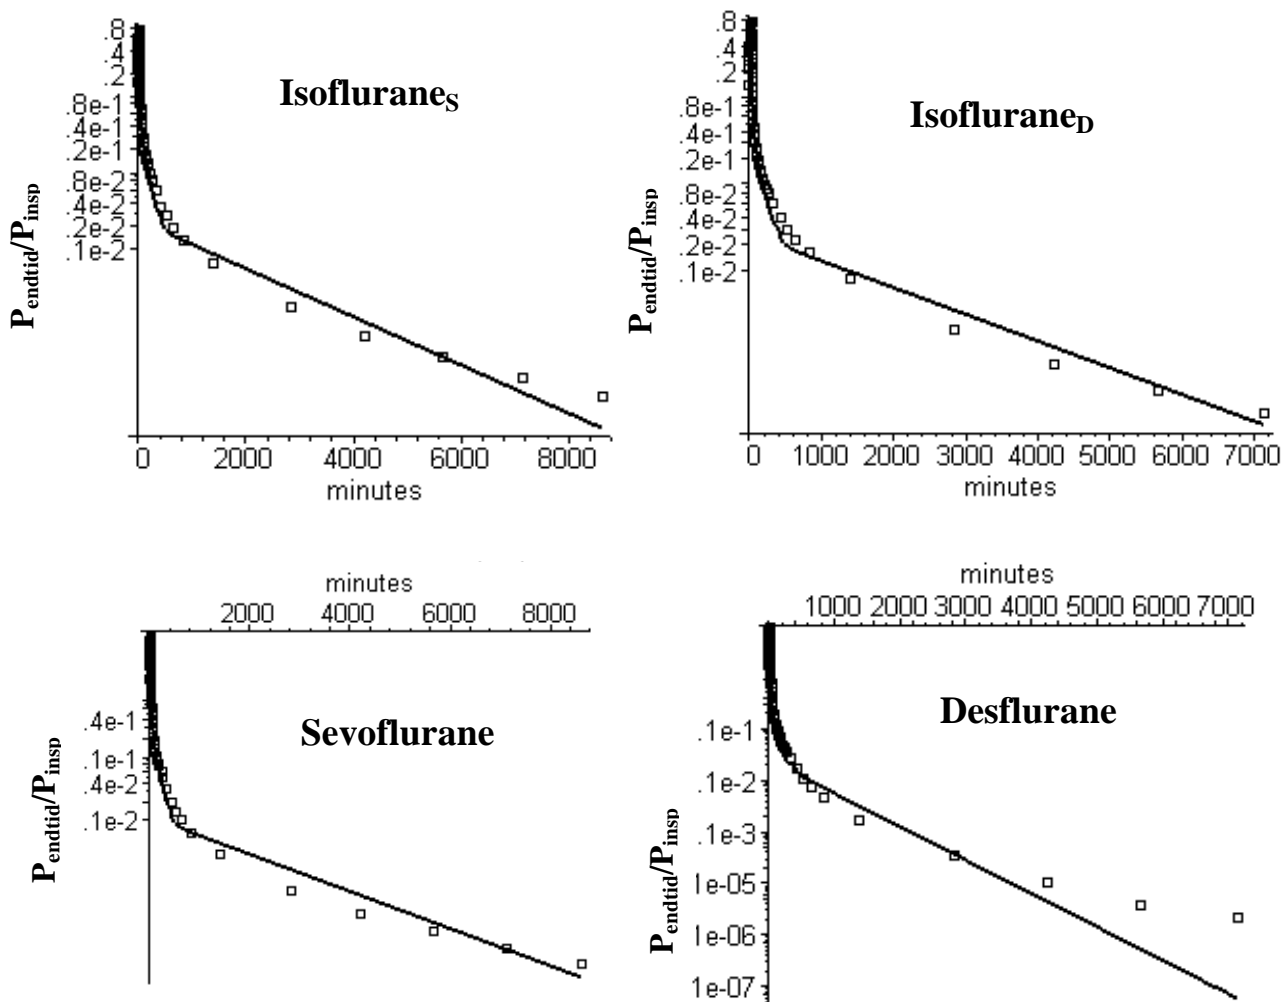 Isoflurane_S
P_endtid/P_insp
.8
.4
.2
.8e-1
.4e-1
.2e-1
.8e-2
.4e-2
.2e-2
.1e-2
0 2000 4000 6000 8000
minutes
Isoflurane_D
P_endtid/P_insp
.8
.4
.2
.8e-1
.4e-1
.2e-1
.8e-2
.4e-2
.2e-2
.1e-2
0 1000 2000 3000 4000 5000 6000 7000
minutes
minutes
2000 4000 6000 8000
Sevoflurane
P_endtid/P_insp
.4e-1
.1e-1
.4e-2
.1e-2
minutes
1000 2000 3000 4000 5000 6000 7000
Desflurane
P_endtid/P_insp
.1e-1
.1e-2
.1e-3
1e-05
1e-06
1e-07